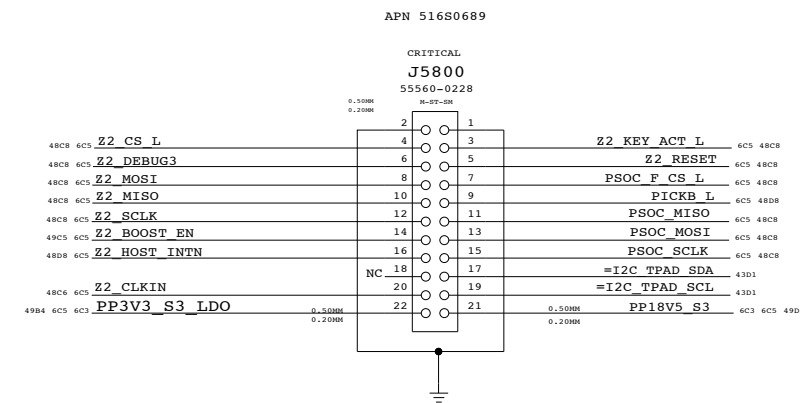 APN 516S0689
CRITICAL
J5800
55560-0228
M-ST-SM
0.50MM
0.20MM
2 1
48C8 6C5 Z2_CS_L 4 3 Z2_KEY_ACT_L 6C5 48C8
48C8 6C5 Z2_DEBUG3 6 5 Z2_RESET 6C5 48C8
48C8 6C5 Z2_MOSI 8 7 PSOC_F_CS_L 6C5 48C8
48C8 6C5 Z2_MISO 10 9 PICKB_L 6C5 48D8
48C8 6C5 Z2_SCLK 12 11 PSOC_MISO 6C5 48C8
49C5 6C5 Z2_BOOST_EN 14 13 PSOC_MOSI 6C5 48C8
48D8 6C5 Z2_HOST_INTN 16 15 PSOC_SCLK 6C5 48C8
NC 18 17 =I2C_TPAD_SDA 43D1
48C6 6C5 Z2_CLKIN 20 19 =I2C_TPAD_SCL 43D1
49B4 6C5 6C3 PP3V3_S3_LDO 0.50MM 22 21 0.50MM PP18V5_S3 6C3 6C5 49D
0.20MM 0.20MM